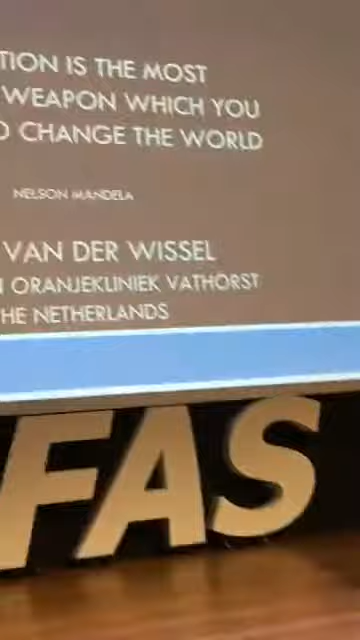 TION IS THE MOST
WEAPON WHICH YOU
O CHANGE THE WORLD
NELSON MANDELA
VAN DER WISSEL
ORANJEKLINIEK VATHORST
HE NETHERLANDS
FAS